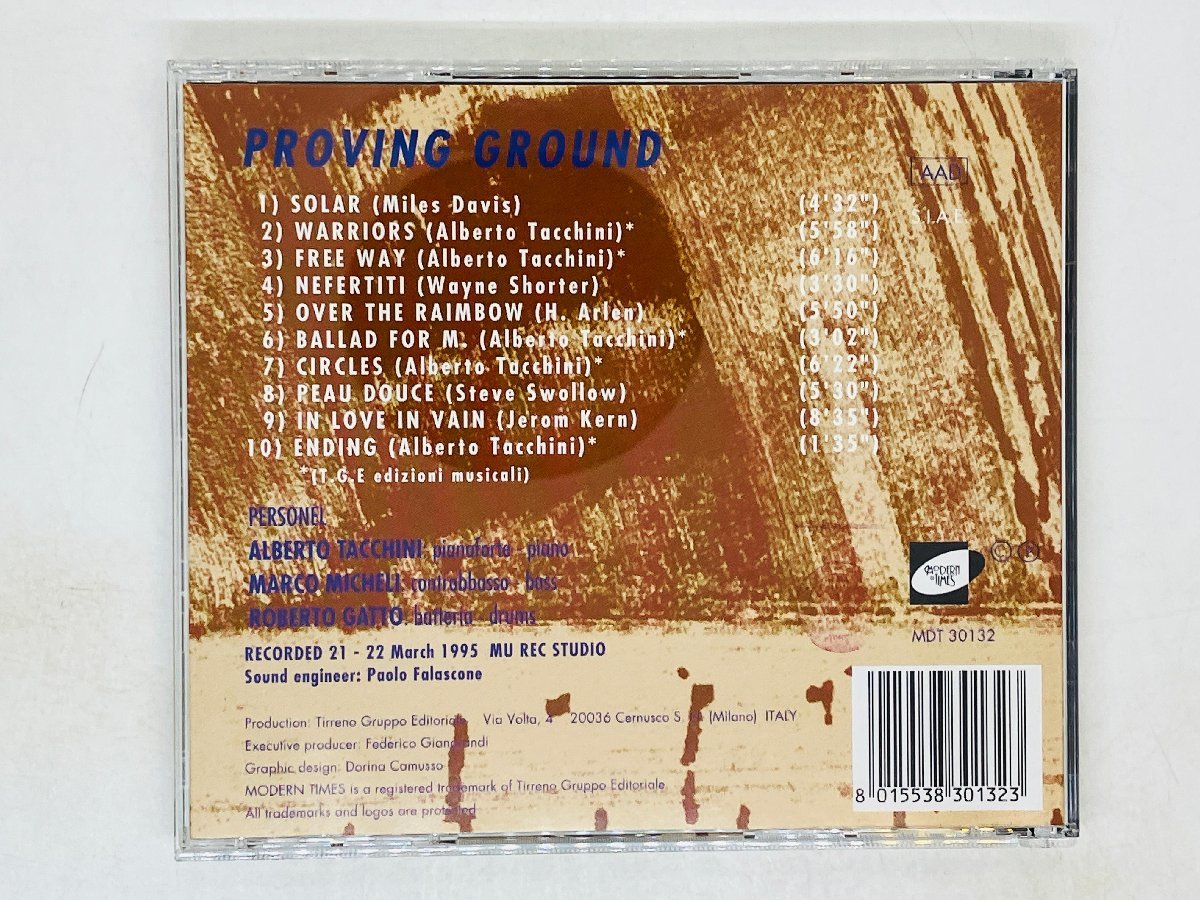 PROVING GROUND
AAD
S.I.A.E.
1) SOLAR (Miles Davis) (4'32")
2) WARRIORS (Alberto Tacchini)* (5'58")
3) FREE WAY (Alberto Tacchini)* (6'16")
4) NEFERTITI (Wayne Shorter) (3'30")
5) OVER THE RAIMBOW (H. Arlen) (5'50")
6) BALLAD FOR M. (Alberto Tacchini)* (3'02")
7) CIRCLES (Alberto Tacchini)* (6'22")
8) PEAU DOUCE (Steve Swollow) (5'30")
9) IN LOVE IN VAIN (Jerom Kern) (8'35")
10) ENDING (Alberto Tacchini)* (1'35")
*(T.G.E edizioni musicali)
PERSONEL
ALBERTO TACCHINI: pianoforte - piano
MARCO MICHELI: contrabbasso - bass
ROBERTO GATTO: batteria - drums
RECORDED 21 - 22 March 1995 MU REC STUDIO
Sound engineer: Paolo Falascone
MODERN TIMES
© ℗
MDT 30132
Production: Tirreno Gruppo Editoriale Via Volta, 4 20036 Cernusco S. (Milano) ITALY
Executive producer: Federico Giangrandi
Graphic design: Dorina Camusso
MODERN TIMES is a registered trademark of Tirreno Gruppo Editoriale
All trademarks and logos are protected
8 015538 301323